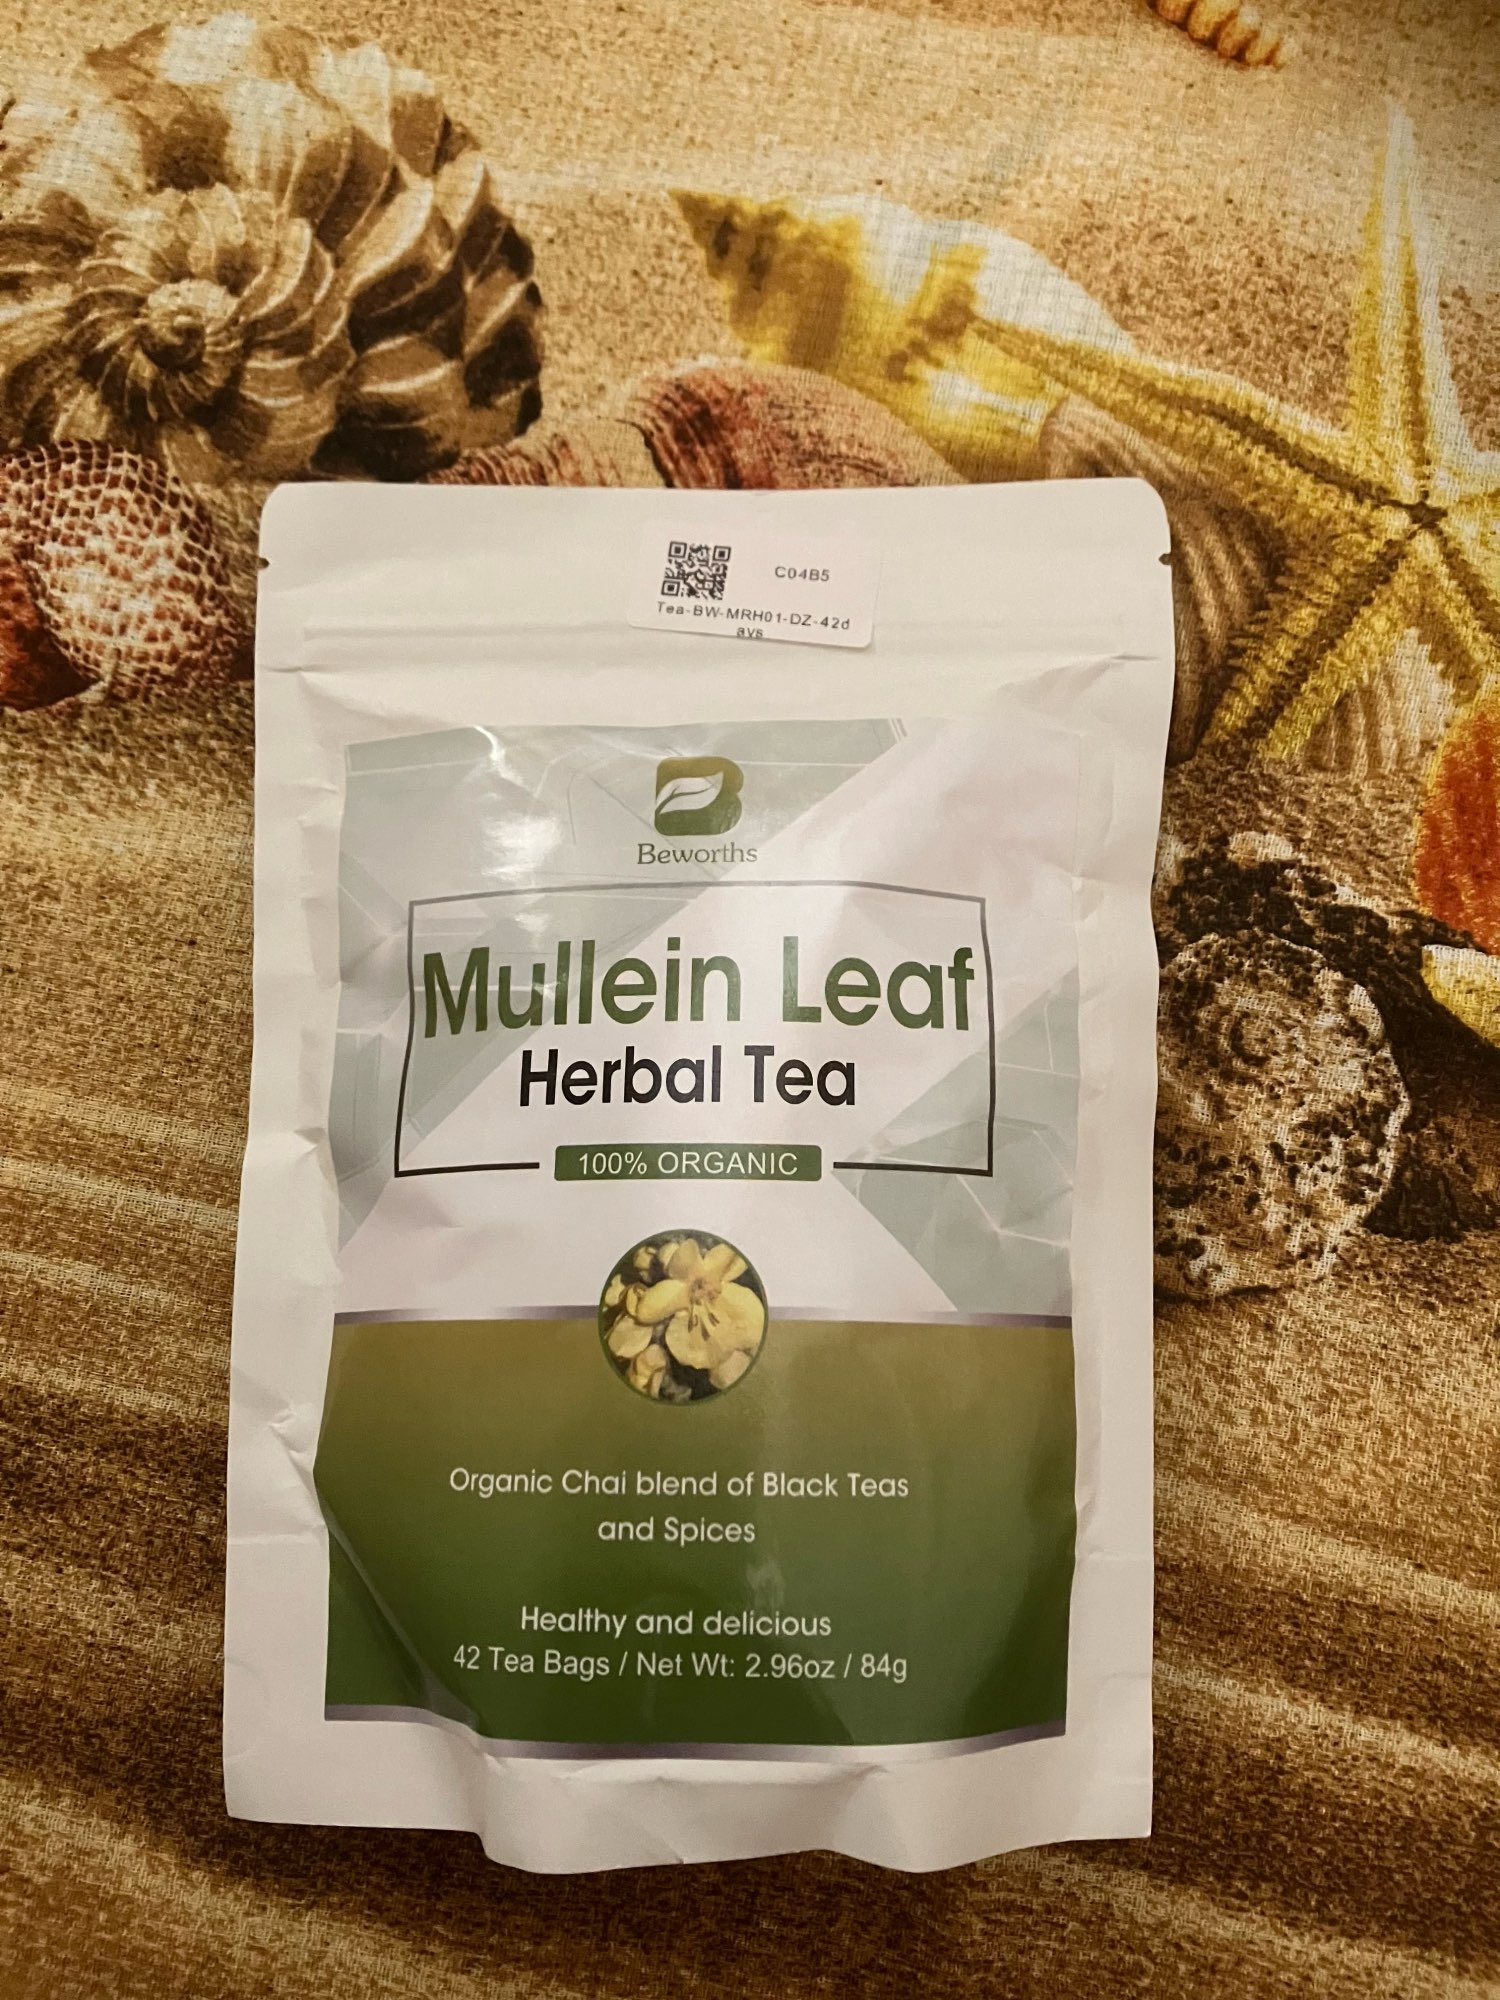 C04B5
Tea-BW-MRH01-DZ-42d
ays
Beworths
Mullein Leaf
Herbal Tea
100% ORGANIC
Organic Chai blend of Black Teas
and Spices
Healthy and delicious
42 Tea Bags / Net Wt: 2.96oz / 84g